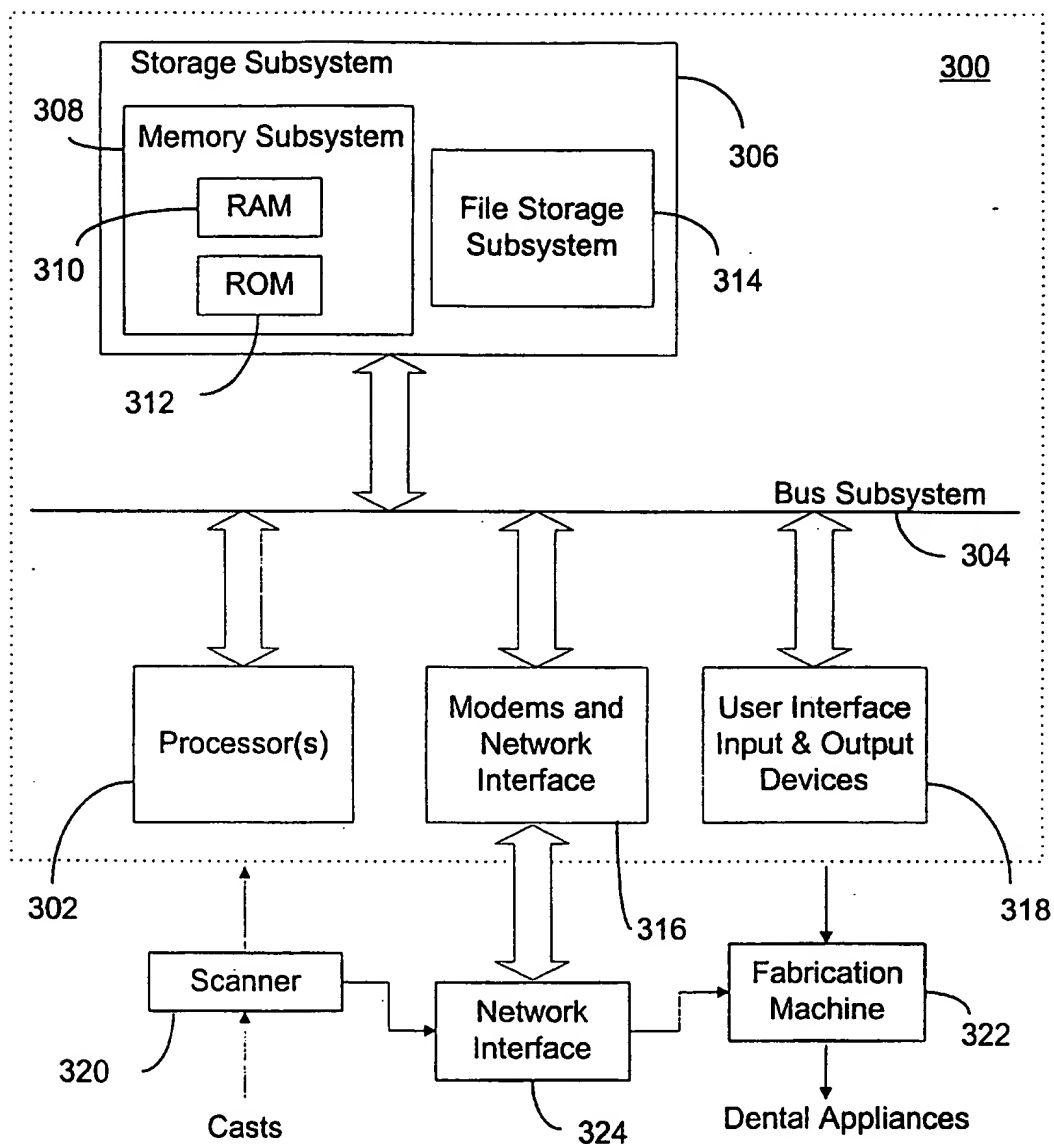 Storage Subsystem
300
308
Memory Subsystem
306
RAM
File Storage
Subsystem
310
ROM
314
312
Bus Subsystem
304
Processor(s)
Modems and
Network
Interface
User Interface
Input & Output
Devices
302
316
318
Scanner
Network
Interface
Fabrication
Machine
320
322
Casts
324
Dental Appliances